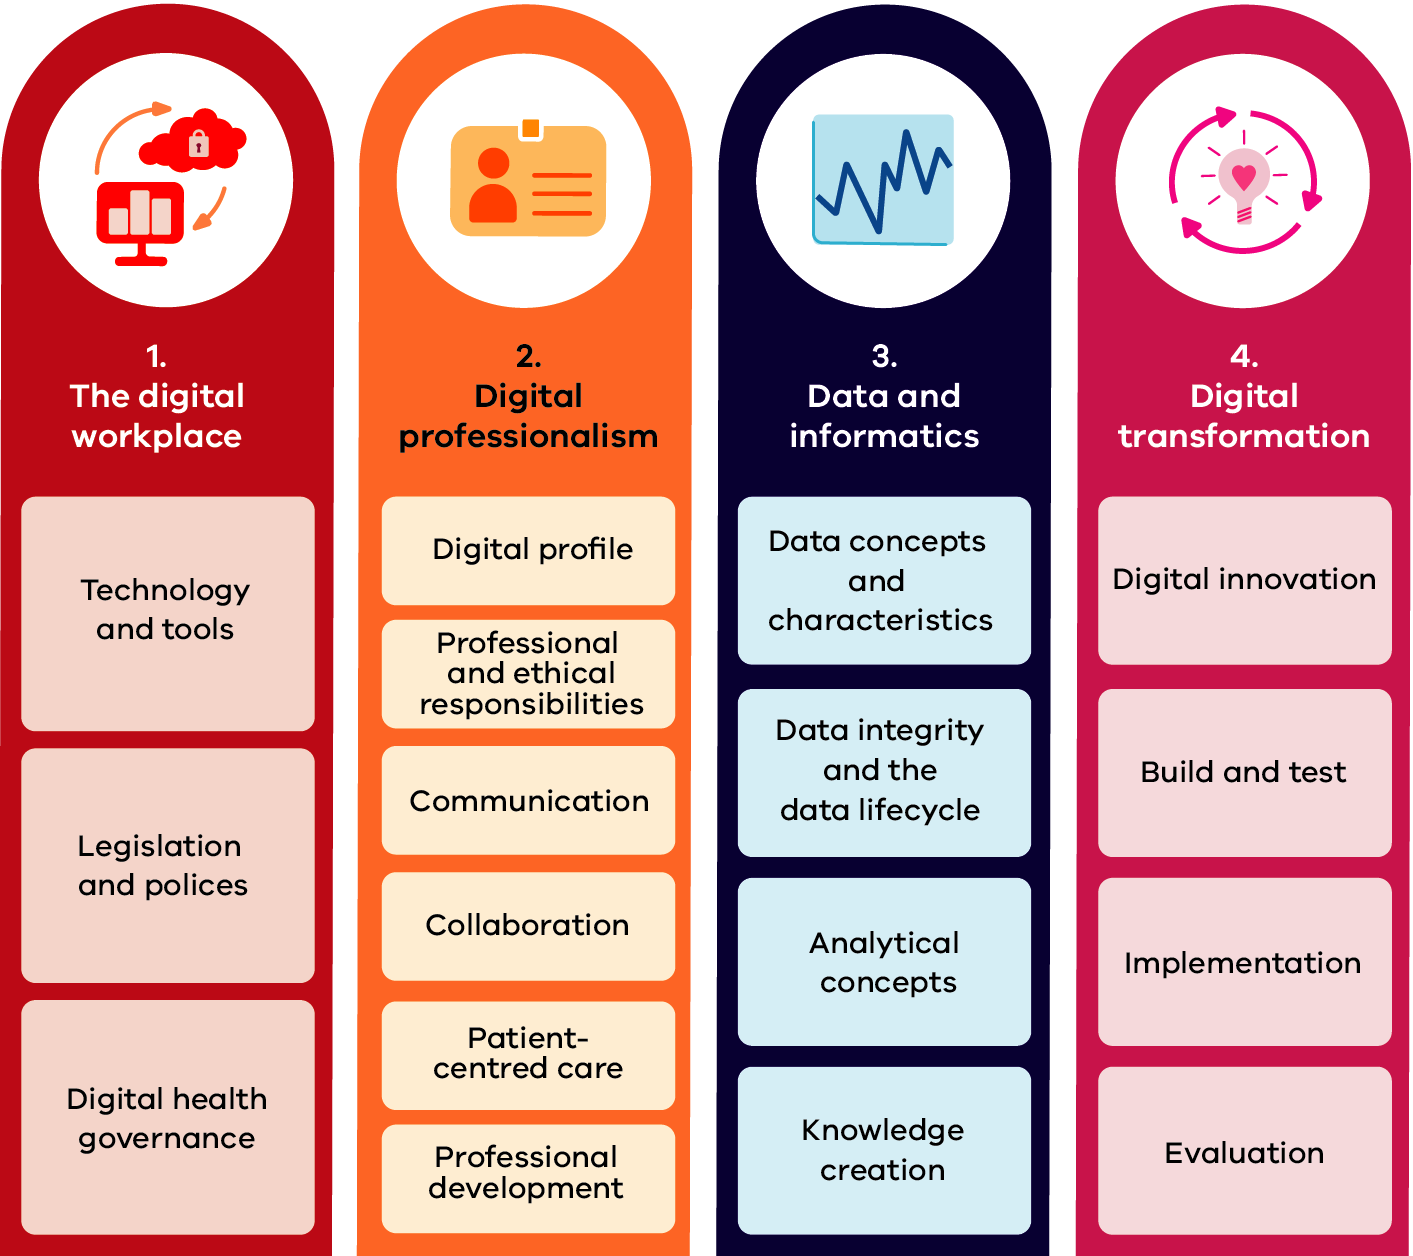 1.
The digital
workplace
Technology
and tools
Legislation
and polices
Digital health
governance
2.
Digital
professionalism
Digital profile
Professional
and ethical
responsibilities
Communication
Collaboration
Patient-
centred care
Professional
development
3.
Data and
informatics
Data concepts
and
characteristics
Data integrity
and the
data lifecycle
Analytical
concepts
Knowledge
creation
4.
Digital
transformation
Digital innovation
Build and test
Implementation
Evaluation